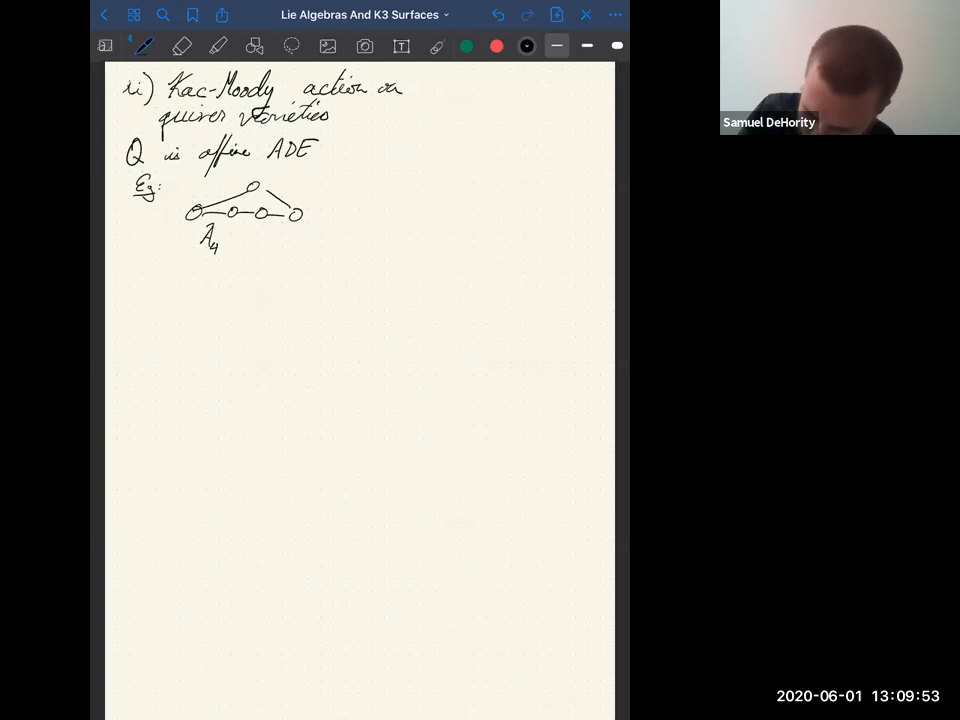 Lie Algebras And K3 Surfaces
ii) Kac-Moody action on
quiver varieties
Q is affine ADE
Eg:
Â₄
Samuel DeHority
2020-06-01 13:09:53